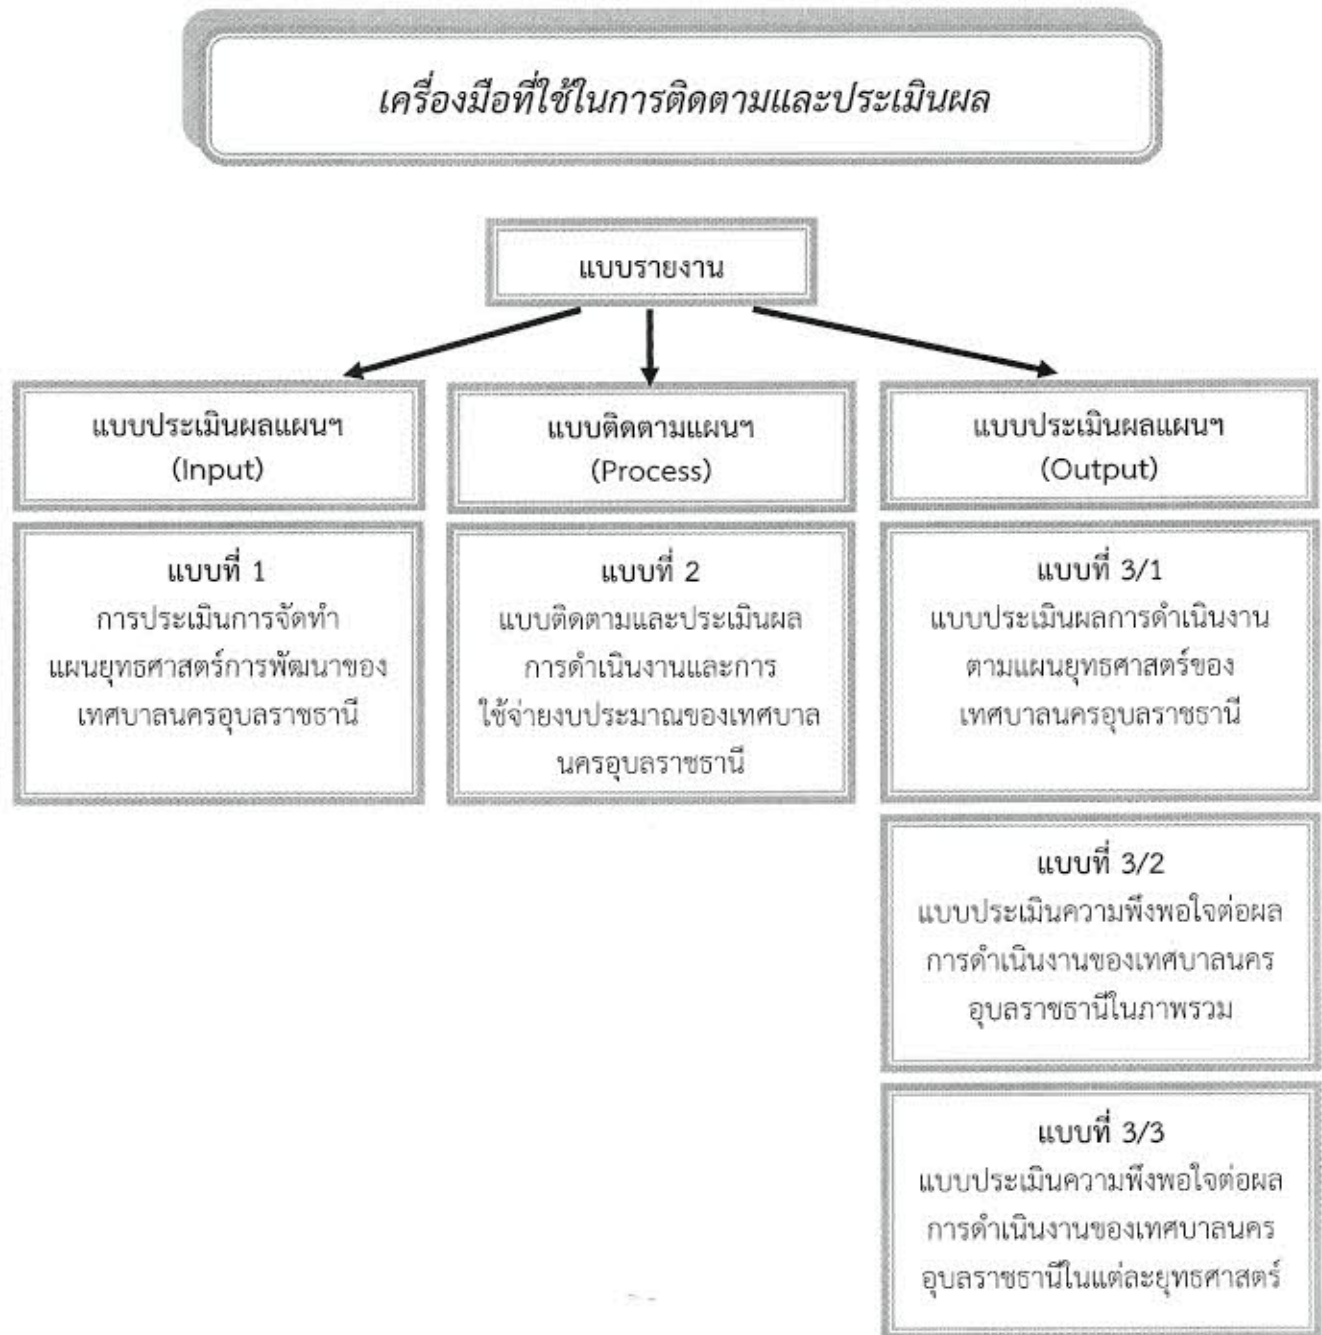 เครื่องมือที่ใช้ในการติดตามและประเมินผล
แบบรายงาน
แบบประเมินผลแผนฯ
(Input)
แบบติดตามแผนฯ
(Process)
แบบประเมินผลแผนฯ
(Output)
แบบที่ 1
การประเมินการจัดทำ
แผนยุทธศาสตร์การพัฒนาของ
เทศบาลนครอุบลราชธานี
แบบที่ 2
แบบติดตามและประเมินผล
การดำเนินงานและการ
ใช้จ่ายงบประมาณของเทศบาล
นครอุบลราชธานี
แบบที่ 3/1
แบบประเมินผลการดำเนินงาน
ตามแผนยุทธศาสตร์ของ
เทศบาลนครอุบลราชธานี
แบบที่ 3/2
แบบประเมินความพึงพอใจต่อผล
การดำเนินงานของเทศบาลนคร
อุบลราชธานีในภาพรวม
แบบที่ 3/3
แบบประเมินความพึงพอใจต่อผล
การดำเนินงานของเทศบาลนคร
อุบลราชธานีในแต่ละยุทธศาสตร์